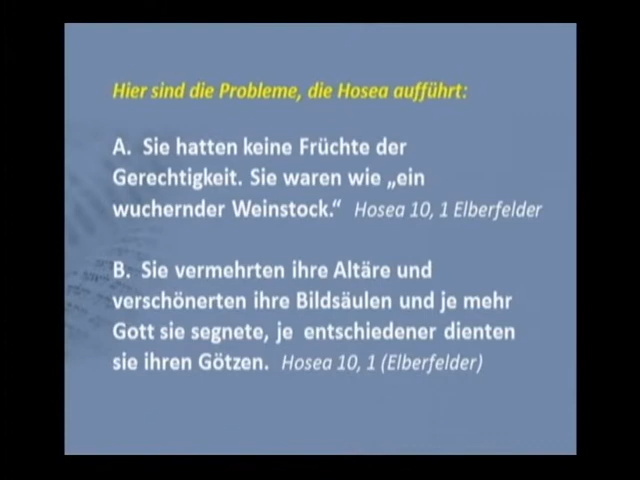 Hier sind die Probleme, die Hosea aufführt:
A. Sie hatten keine Früchte der
Gerechtigkeit. Sie waren wie „ein
wuchernder Weinstock.“ Hosea 10, 1 Elberfelder
B. Sie vermehrten ihre Altäre und
verschönerten ihre Bildsäulen und je mehr
Gott sie segnete, je entschiedener dienten
sie ihren Götzen. Hosea 10, 1 (Elberfelder)